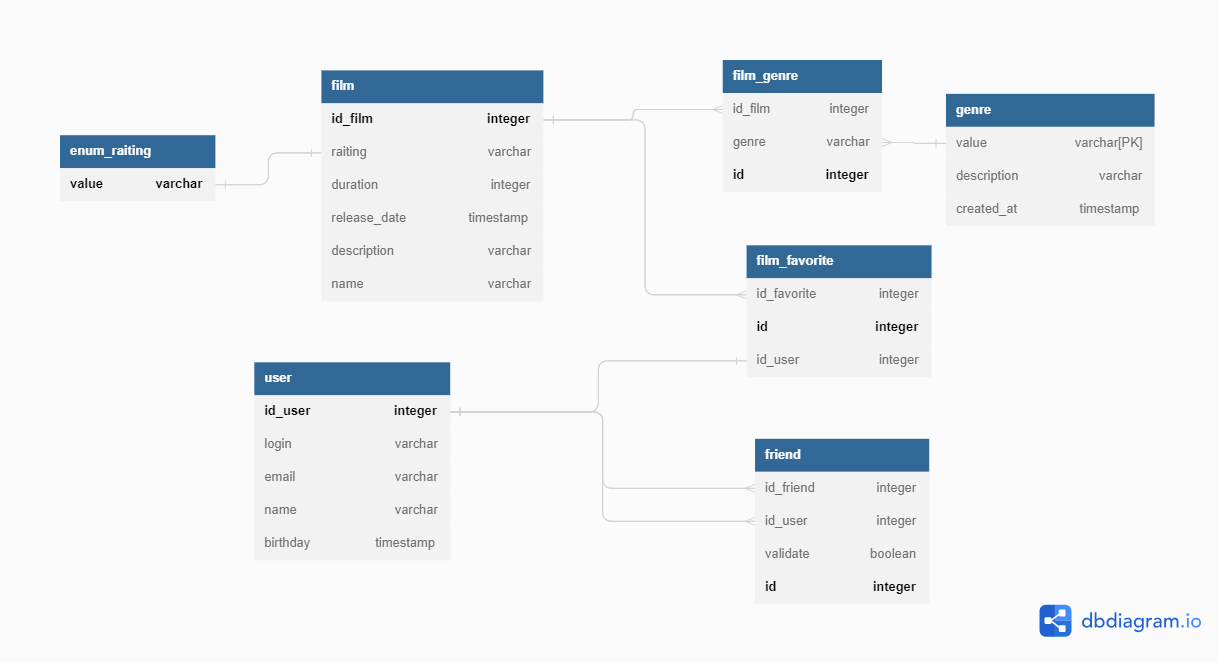 enum_raiting
value varchar
film
id_film integer
raiting varchar
duration integer
release_date timestamp
description varchar
name varchar
film_genre
id_film integer
genre varchar
id integer
genre
value varchar[PK]
description varchar
created_at timestamp
film_favorite
id_favorite integer
id integer
id_user integer
user
id_user integer
login varchar
email varchar
name varchar
birthday timestamp
friend
id_friend integer
id_user integer
validate boolean
id integer
dbdiagram.io